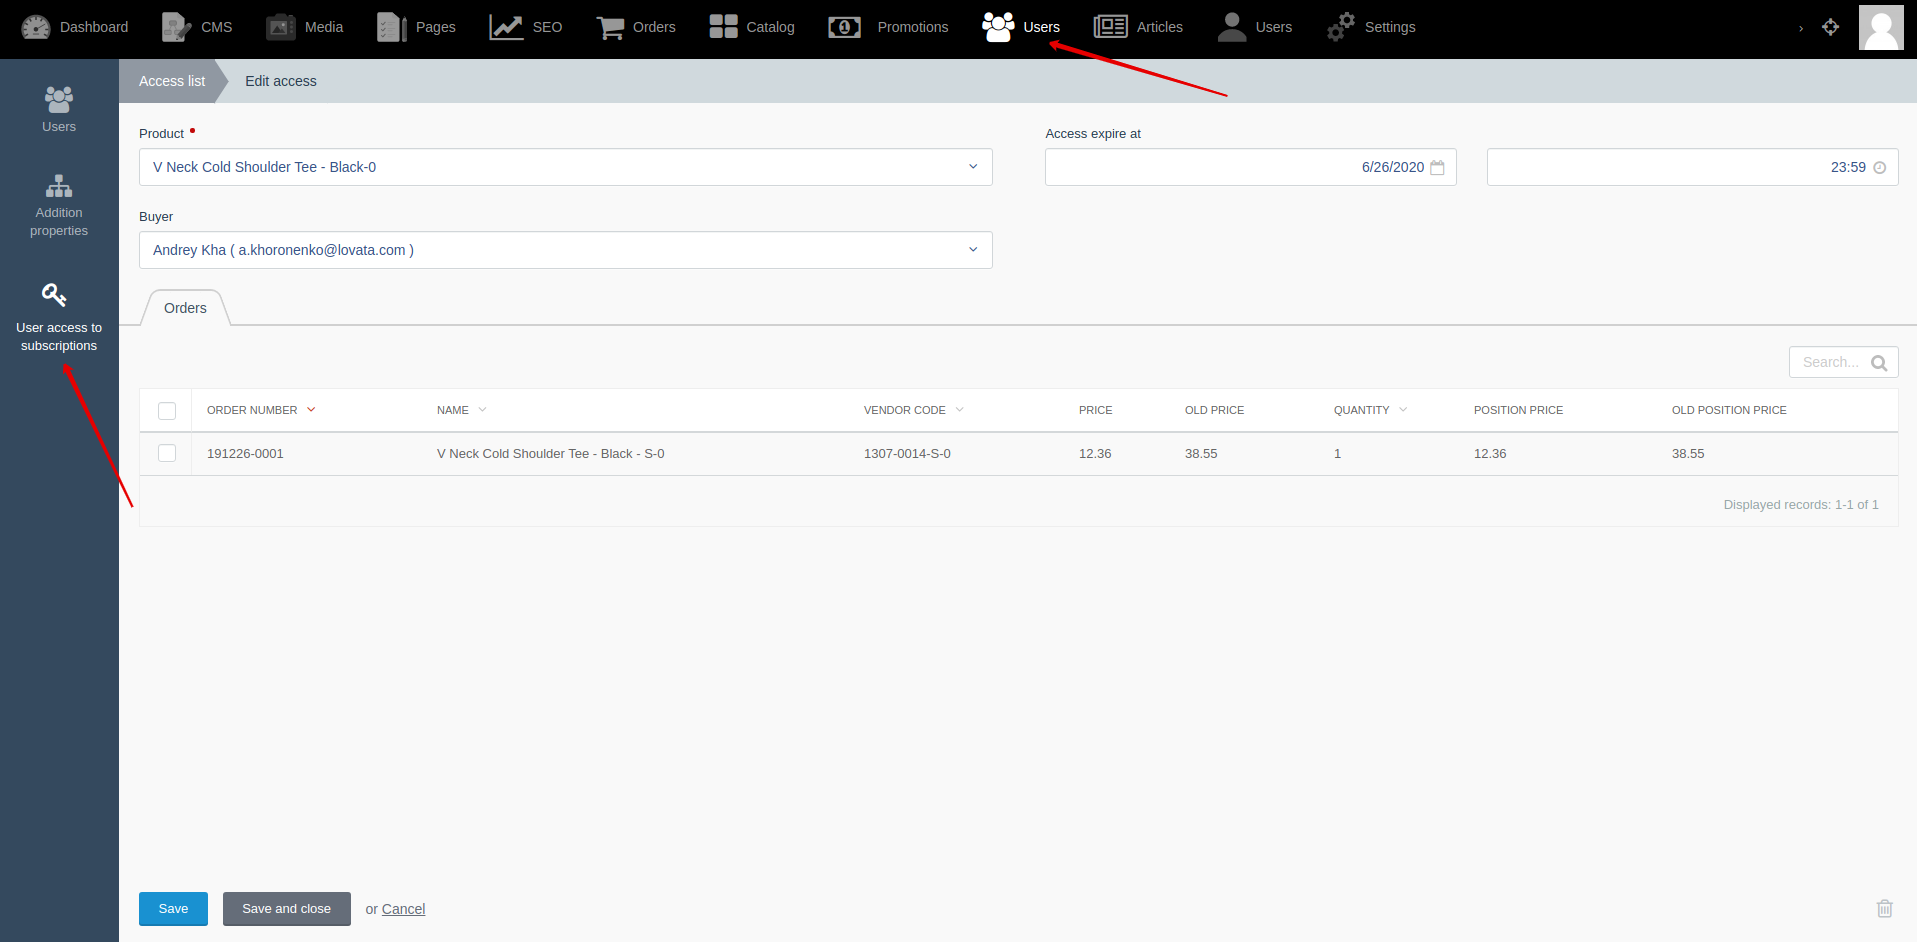 Dashboard CMS Media Pages SEO Orders Catalog Promotions Users Articles Users Settings
Users
Addition
properties
User access to
subscriptions
Access list Edit access
Product Access expire at
V Neck Cold Shoulder Tee - Black-0 6/26/2020 23:59
Buyer
Andrey Kha ( a.khoronenko@lovata.com )
Orders
Search...
ORDER NUMBER NAME VENDOR CODE PRICE OLD PRICE QUANTITY POSITION PRICE OLD POSITION PRICE
191226-0001 V Neck Cold Shoulder Tee - Black - S-0 1307-0014-S-0 12.36 38.55 1 12.36 38.55
Displayed records: 1-1 of 1
Save Save and close or Cancel